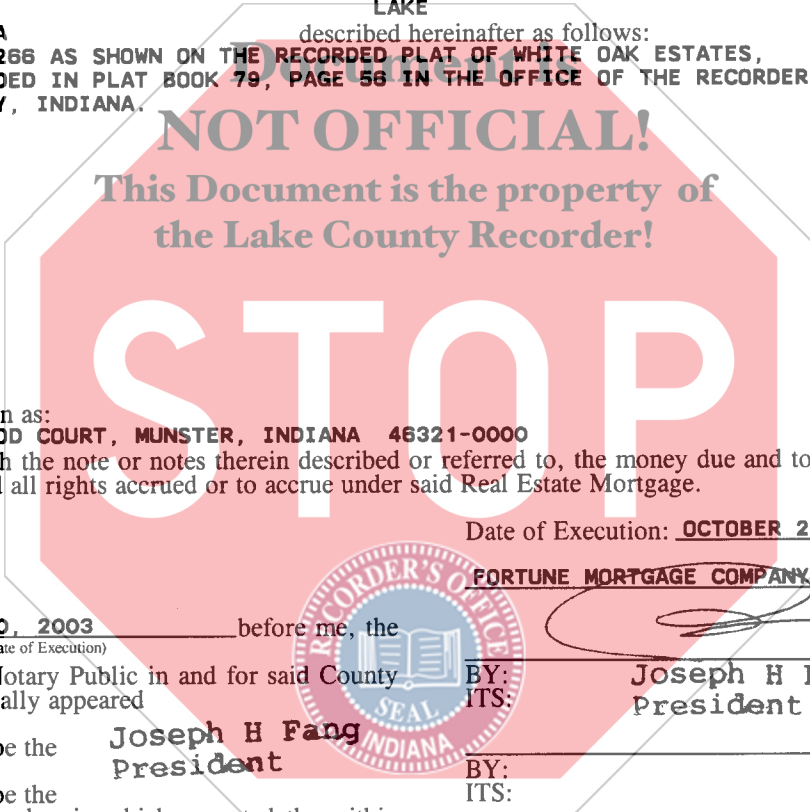 LAKE
A described hereinafter as follows:
266 AS SHOWN ON THE RECORDED PLAT OF WHITE OAK ESTATES,
DED IN PLAT BOOK 79, PAGE 56 IN THE OFFICE OF THE RECORDER
Y, INDIANA.
Document is
NOT OFFICIAL!
This Document is the property of
the Lake County Recorder!
STOP
n as:
OD COURT, MUNSTER, INDIANA 46321-0000
h the note or notes therein described or referred to, the money due and to
all rights accrued or to accrue under said Real Estate Mortgage.
Date of Execution: OCTOBER 2
FORTUNE MORTGAGE COMPANY
0, 2003 before me, the
ate of Execution)
Notary Public in and for said County
ally appeared
BY: Joseph H
ITS: President
be the Joseph H Fang
President
BY:
be the
ITS:
RECORDER'S OFFICE
SEAL
INDIANA